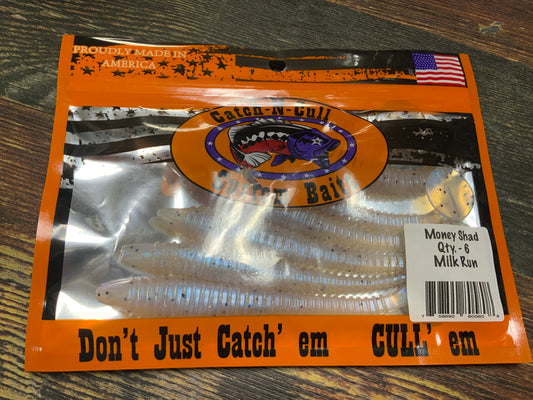 PROUDLY MADE IN
AMERICA
Catch-N-Cull
Bait
Money Shad
Qty. - 6
Milk Run
Don't Just Catch' em CULL' em